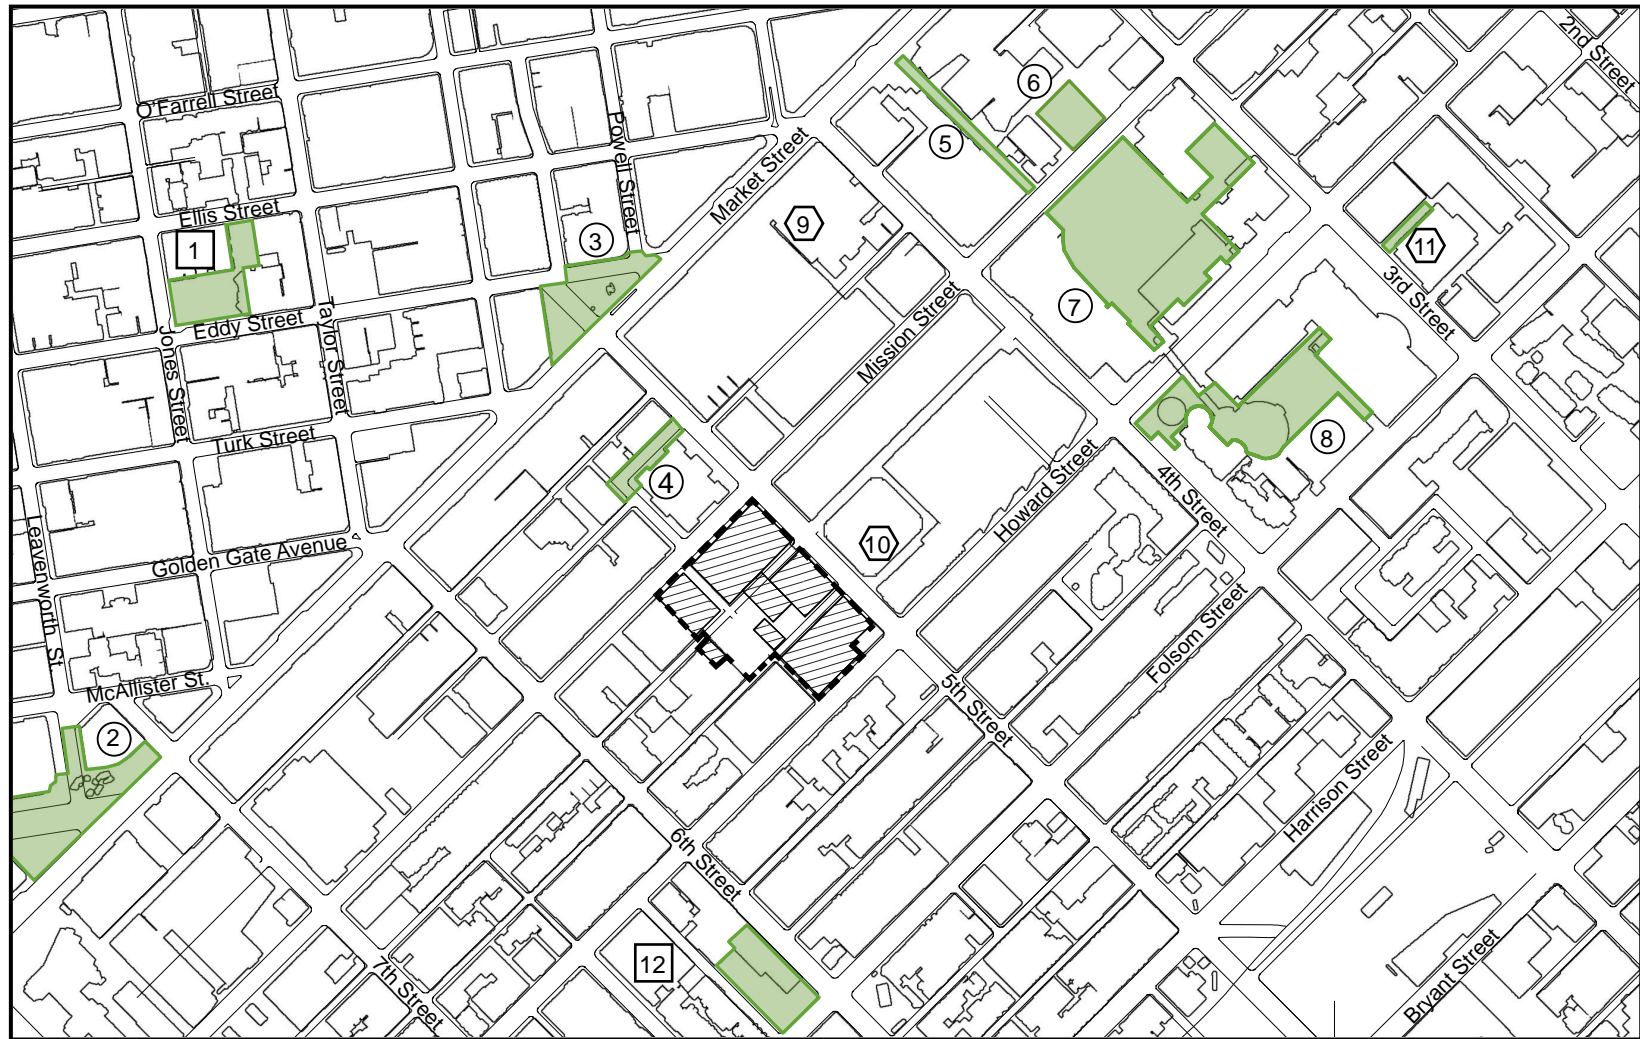 2nd Street
O'Farrell Street
6
Powell Street
5
Market Street
Ellis Street
1
3
9
11
3rd Street
7
Mission Street
Eddy Street
Taylor Street
Jones Street
Turk Street
8
4
4th Street
Howard Street
10
Golden Gate Avenue
Leavenworth St.
Folsom Street
McAllister St.
5th Street
2
Harrison Street
6th Street
12
7th Street
Bryant Street